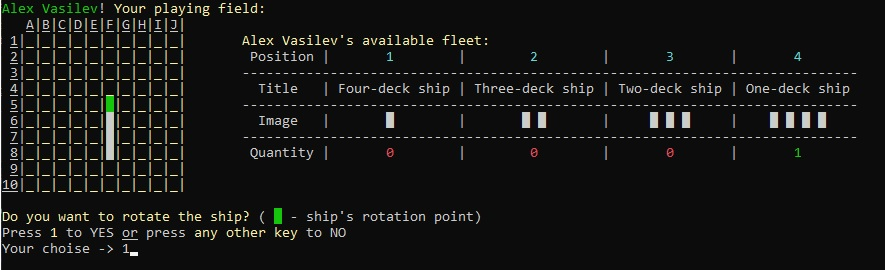 Alex Vasilev! Your playing field:
A|B|C|D|E|F|G|H|I|J|
1|_|_|_|_|_|_|_|_|_|_|
Alex Vasilev's available fleet:
2|_|_|_|_|_|_|_|_|_|_|
Position | 1 | 2 | 3 | 4
3|_|_|_|_|_|_|_|_|_|_|
4|_|_|_|_|_|_|_|_|_|_|
Title | Four-deck ship | Three-deck ship | Two-deck ship | One-deck ship
5|_|_|_|_|_| |_|_|_|_|
6|_|_|_|_|_| |_|_|_|_|
Image | | | |
7|_|_|_|_|_| |_|_|_|_|
8|_|_|_|_|_| |_|_|_|_|
Quantity | 0 | 0 | 0 | 1
9|_|_|_|_|_|_|_|_|_|_|
10|_|_|_|_|_|_|_|_|_|_|
Do you want to rotate the ship? ( - ship's rotation point)
Press 1 to YES or press any other key to NO
Your choise -> 1